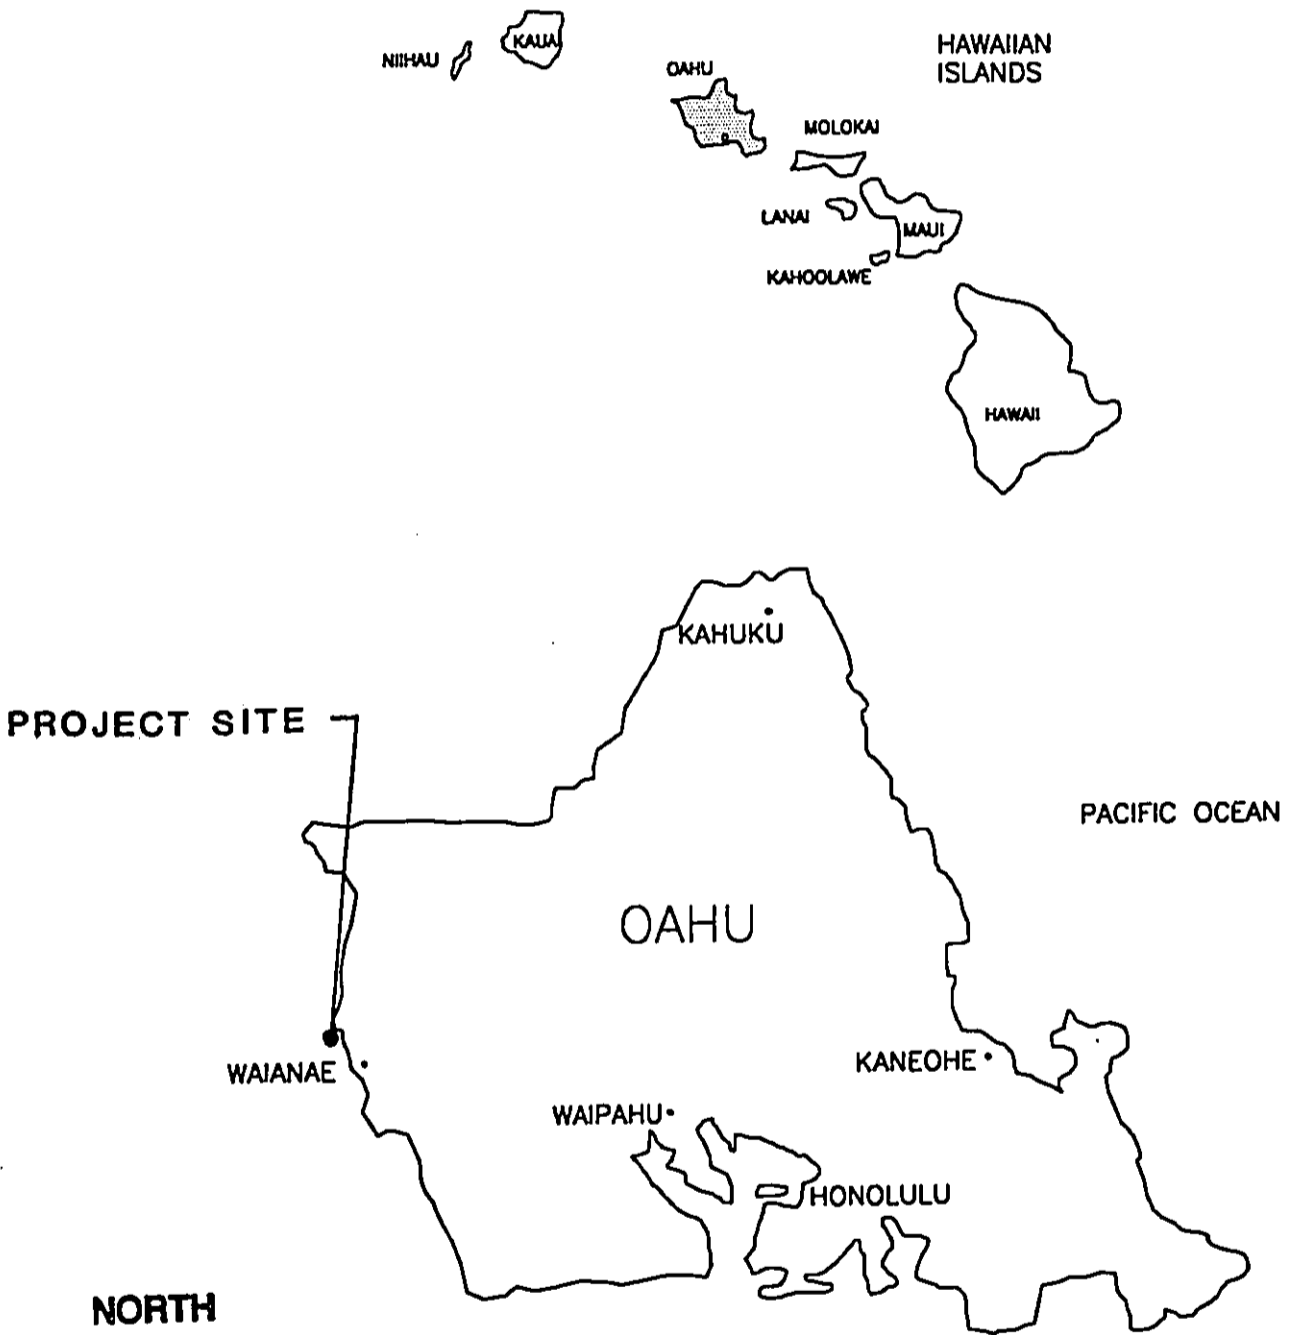 HAWAIIAN
ISLANDS
NIIHAU
KAUA
OAHU
MOLOKAI
LANAI
MAUI
KAHOOLAWE
HAWAII
KAHUKU
PROJECT SITE
PACIFIC OCEAN
OAHU
WAIANAE
KANEOHE
WAIPAHU
HONOLULU
NORTH